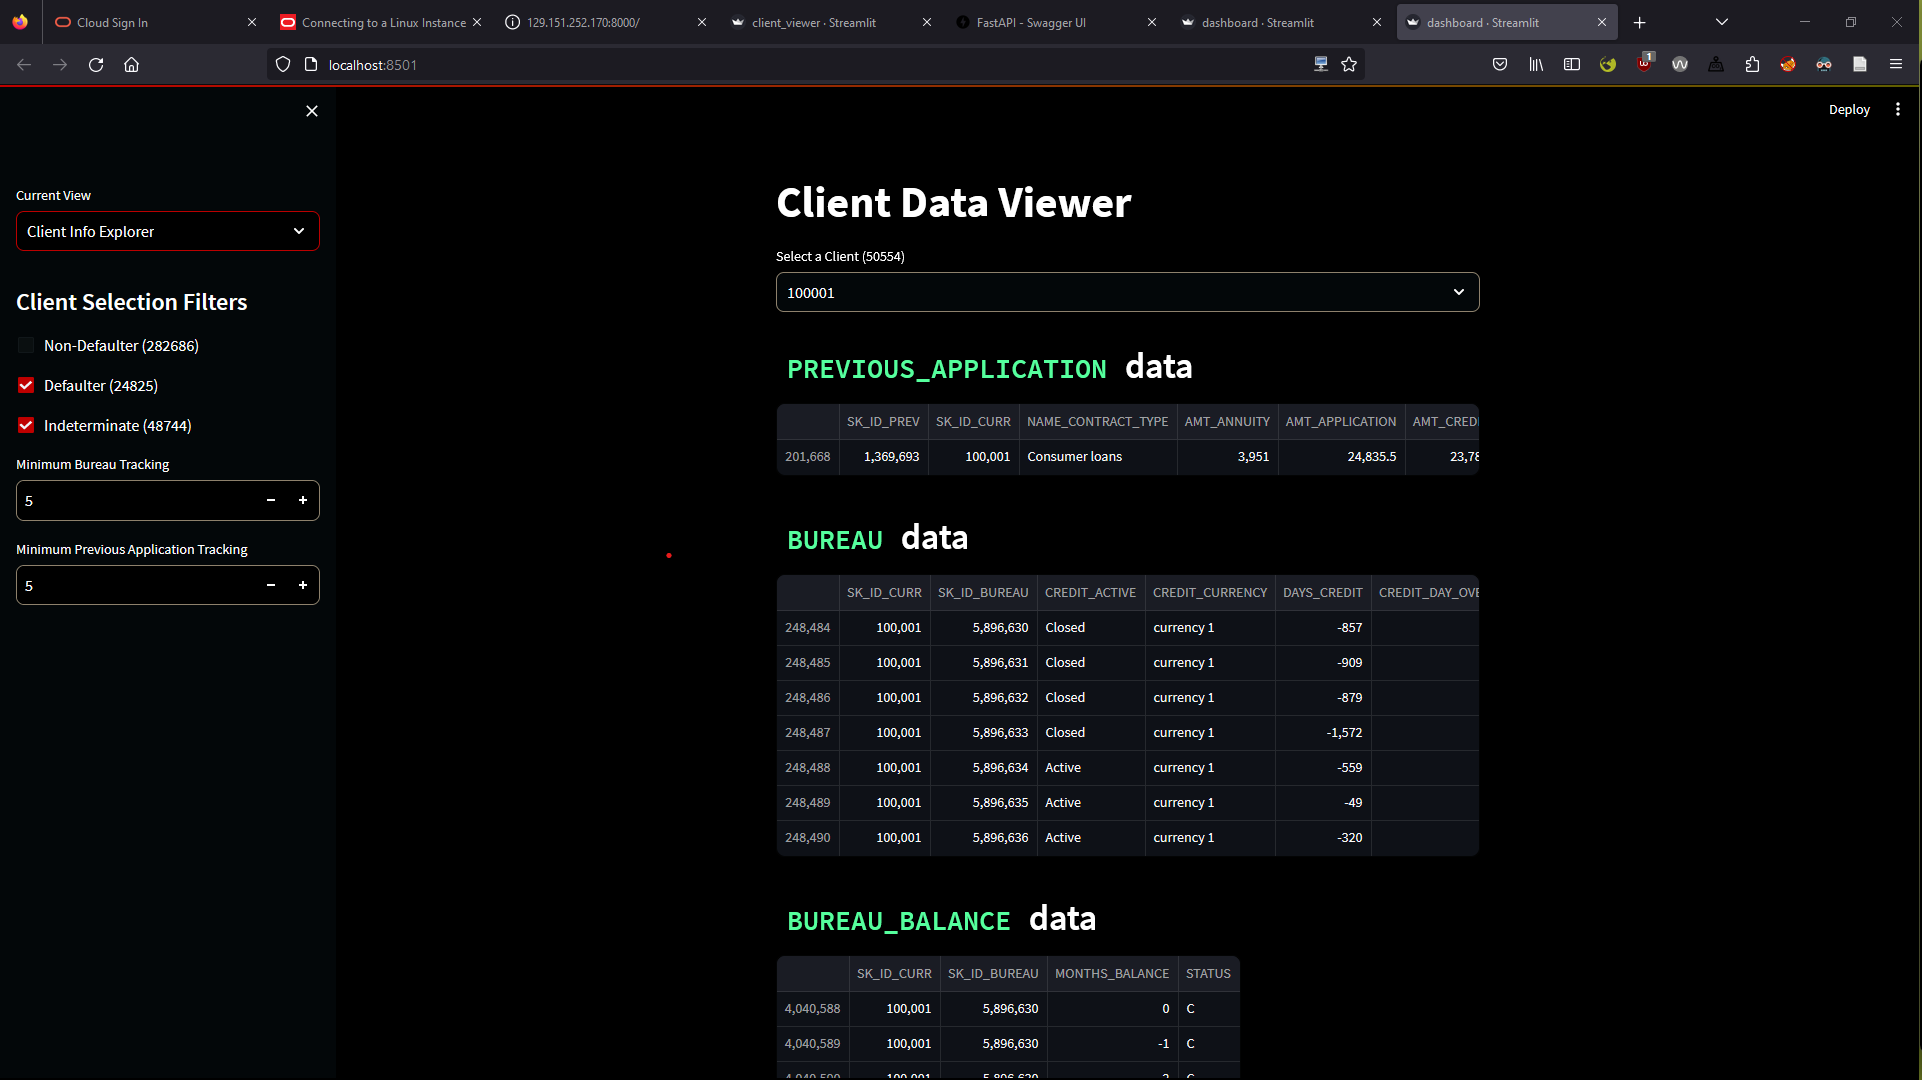 Cloud Sign In
Connecting to a Linux Instance
129.151.252.170:8000/
client_viewer · Streamlit
FastAPI - Swagger UI
dashboard · Streamlit
dashboard · Streamlit
localhost:8501
1
Deploy
Current View
Client Info Explorer
Client Selection Filters
Non-Defaulter (282686)
Defaulter (24825)
Indeterminate (48744)
Minimum Bureau Tracking
5
Minimum Previous Application Tracking
5
Client Data Viewer
Select a Client (50554)
100001
PREVIOUS_APPLICATION data
SK_ID_PREV SK_ID_CURR NAME_CONTRACT_TYPE AMT_ANNUITY AMT_APPLICATION AMT_CRED
201,668 1,369,693 100,001 Consumer loans 3,951 24,835.5 23,78
BUREAU data
SK_ID_CURR SK_ID_BUREAU CREDIT_ACTIVE CREDIT_CURRENCY DAYS_CREDIT CREDIT_DAY_OVE
248,484 100,001 5,896,630 Closed currency 1 -857
248,485 100,001 5,896,631 Closed currency 1 -909
248,486 100,001 5,896,632 Closed currency 1 -879
248,487 100,001 5,896,633 Closed currency 1 -1,572
248,488 100,001 5,896,634 Active currency 1 -559
248,489 100,001 5,896,635 Active currency 1 -49
248,490 100,001 5,896,636 Active currency 1 -320
BUREAU_BALANCE data
SK_ID_CURR SK_ID_BUREAU MONTHS_BALANCE STATUS
4,040,588 100,001 5,896,630 0 C
4,040,589 100,001 5,896,630 -1 C